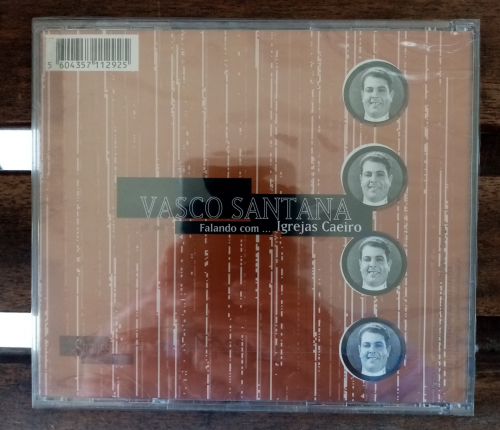 5 604357 112925
VASCO SANTANA
Falando com ... Igrejas Caeiro